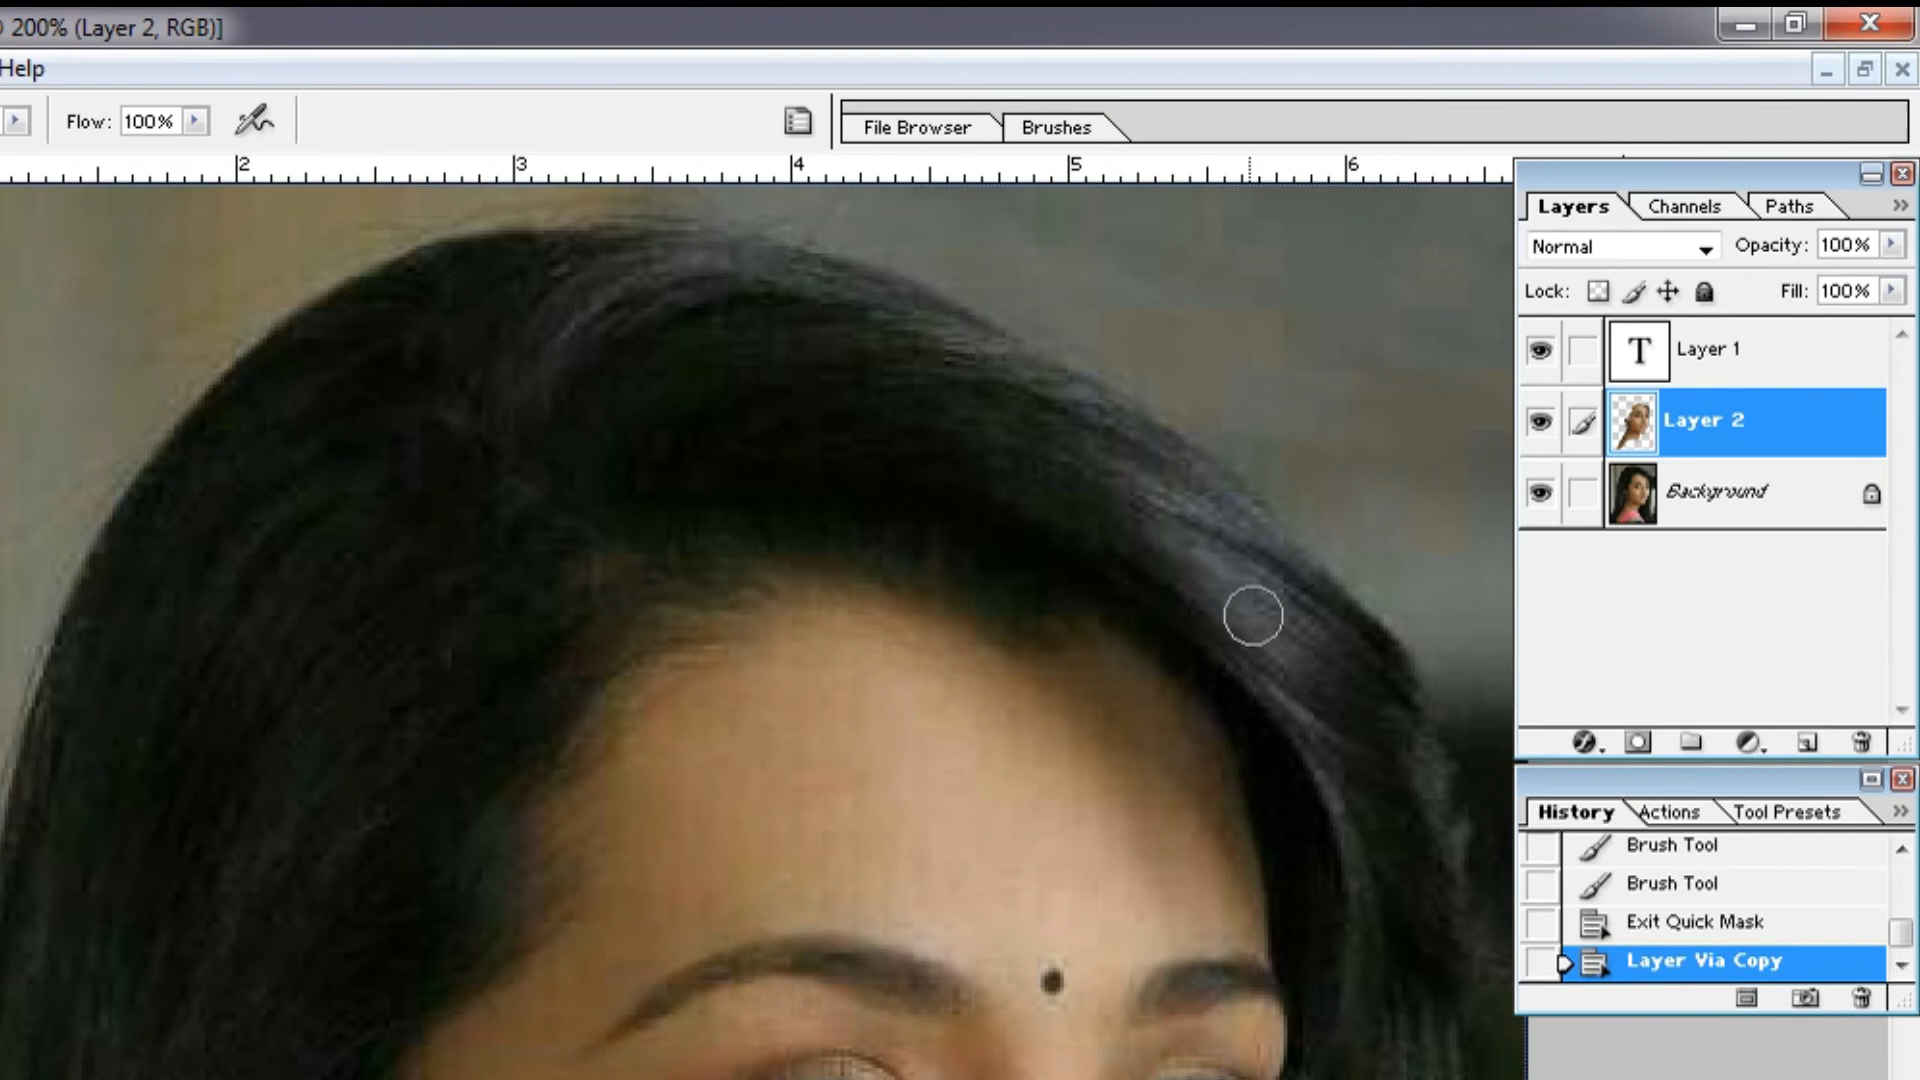 200% (Layer 2, RGB)]
Help
Flow: 100%
File Browser
Brushes
2 3 4 5 6
Layers Channels Paths
Normal Opacity: 100%
Lock: Fill: 100%
T Layer 1
Layer 2
Background
History Actions Tool Presets
Brush Tool
Brush Tool
Exit Quick Mask
Layer Via Copy